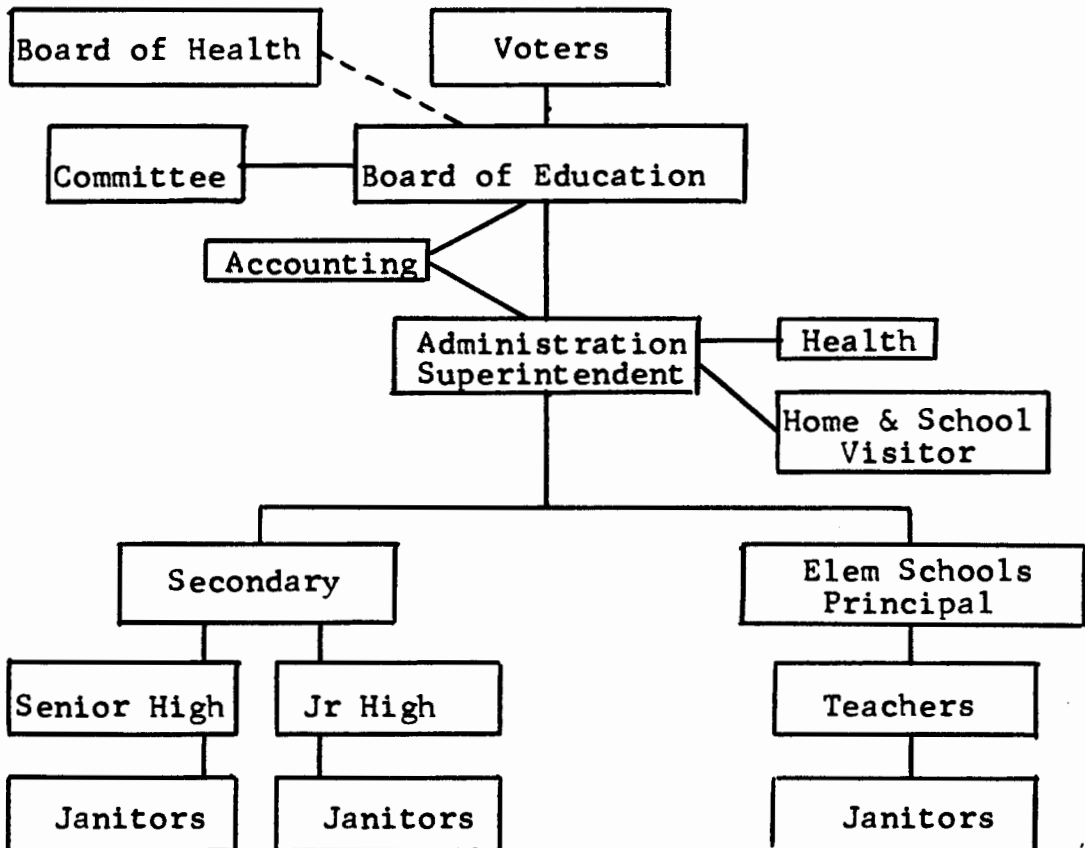 Board of Health
Voters
Committee
Board of Education
Accounting
Administration
Superintendent
Health
Home & School
Visitor
Secondary
Elem Schools
Principal
Senior High
Jr High
Teachers
Janitors
Janitors
Janitors